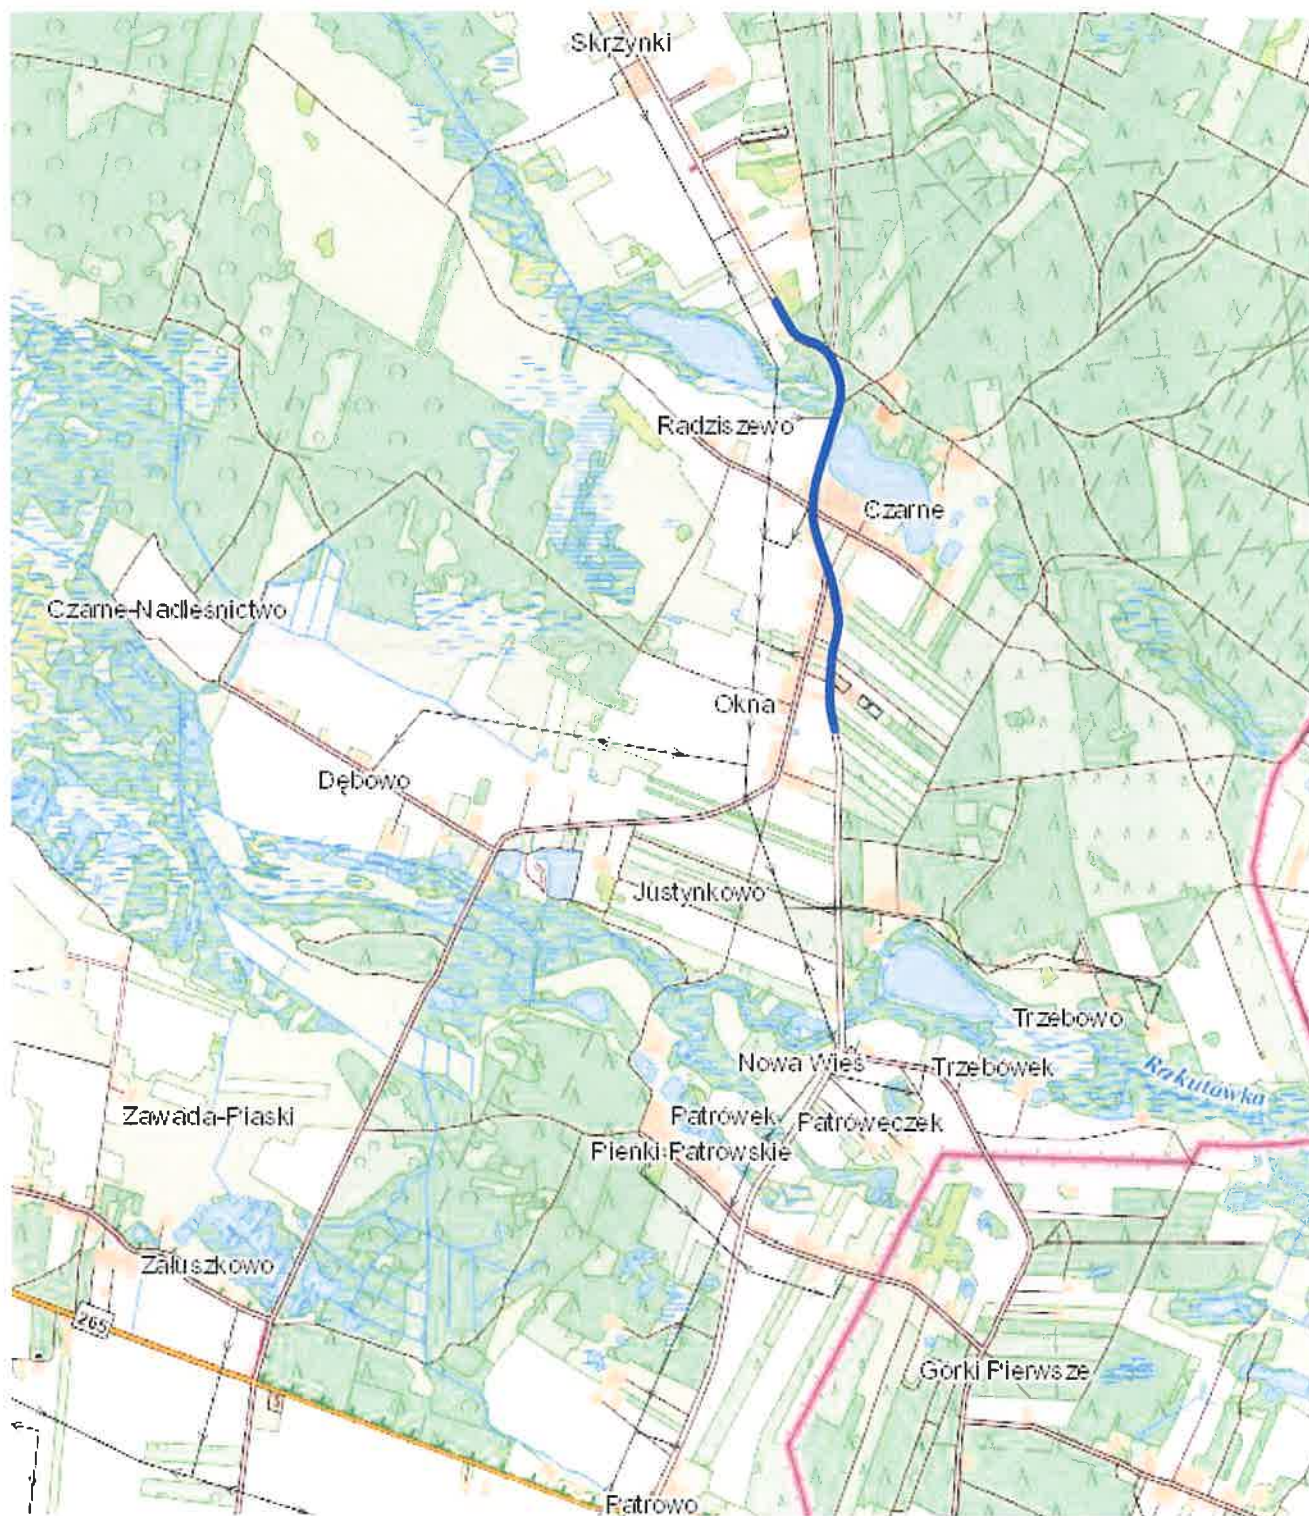 Skrzynki
Radziszewo
Czarne
Czarne-Nadleśnictwo
Okna
Dębowo
Justynkowo
Trzebowo
Nowa Wieś
Trzebówek
Rakutówka
Zawada-Piaski
Patrówek
Patróweczek
Pieńki-Patrowskie
Załuszkowo
265
Górki Pierwsze
Patrowo